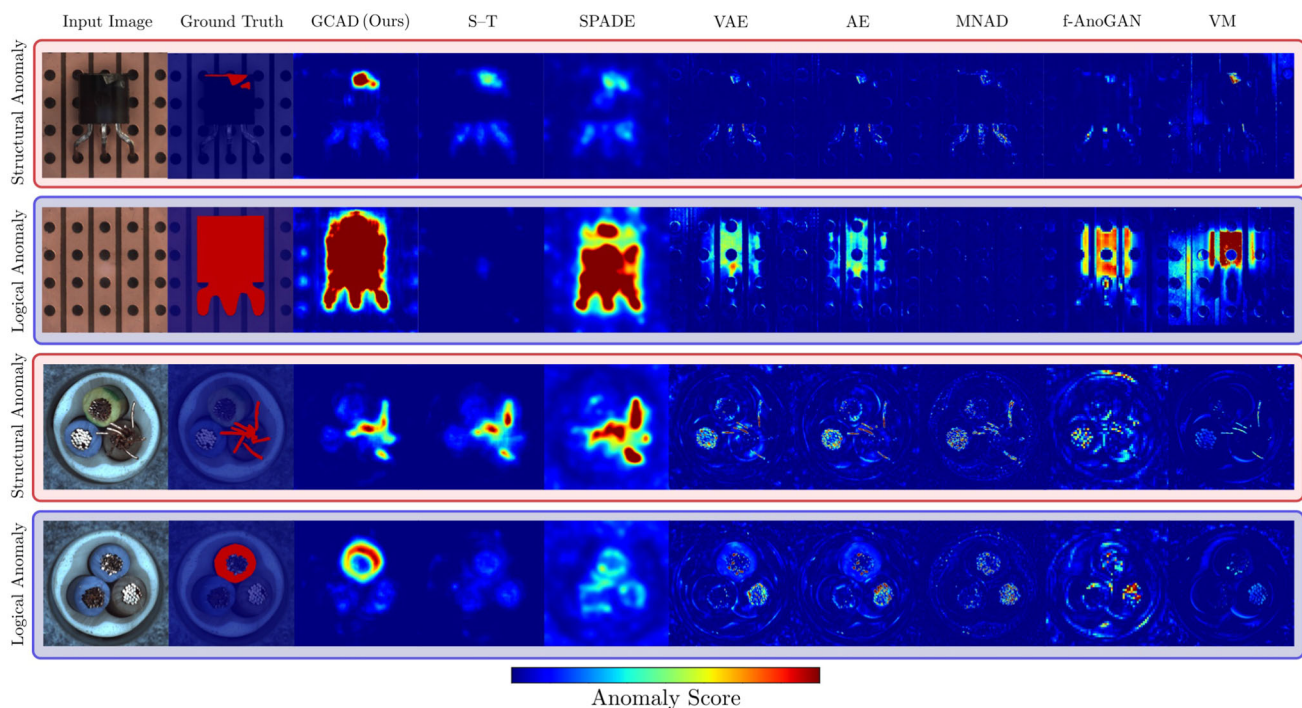 Input Image Ground Truth GCAD (Ours) S–T SPADE VAE AE MNAD f-AnoGAN VM
Structural Anomaly
Logical Anomaly
Structural Anomaly
Logical Anomaly
Anomaly Score